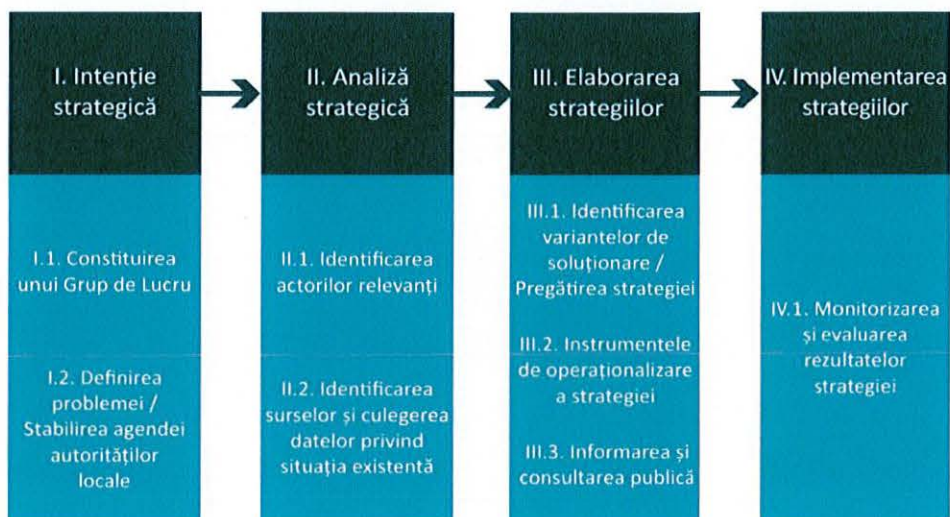 I. Intenție
strategică
I.1. Constituirea
unui Grup de Lucru
I.2. Definirea
problemei /
Stabilirea agendei
autorităților
locale
II. Analiză
strategică
II.1. Identificarea
actorilor relevanți
II.2. Identificarea
surselor și culegerea
datelor privind
situația existentă
III. Elaborarea
strategiilor
III.1. Identificarea
variantelor de
soluționare /
Pregătirea strategiei
III.2. Instrumentele
de operaționalizare
a strategiei
III.3. Informarea și
consultarea publică
IV. Implementarea
strategiilor
IV.1. Monitorizarea
și evaluarea
rezultatelor
strategiei